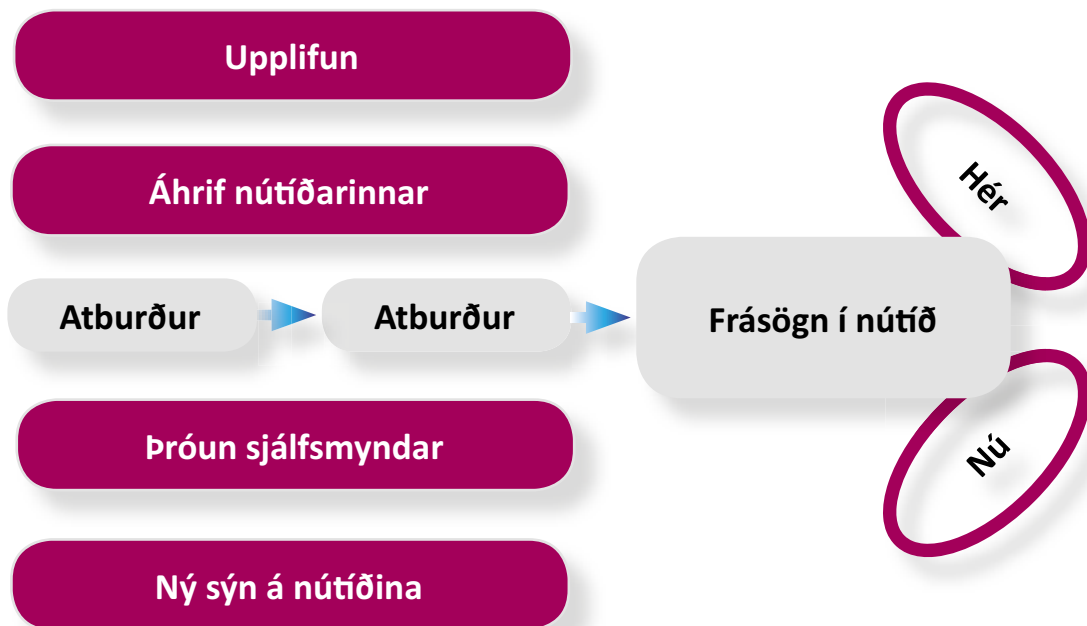 Upplifun
Áhrif nútíðarinnar
Hér
Atburður
Atburður
Frásögn í nútíð
Þróun sjálfsmyndar
Nú
Ný sýn á nútíðina